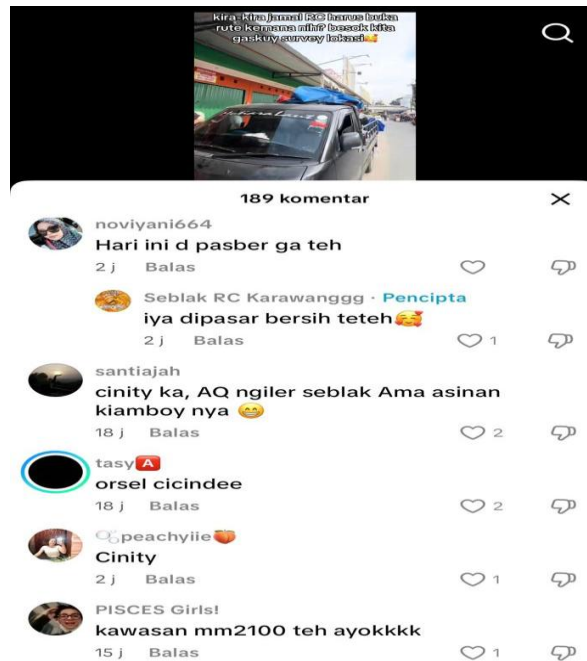 kira-kira jamal RC harus buka
rute kemana nih? besok kita
gaskuy survey lokasi🥰
189 komentar
noviyani664
Hari ini d pasber ga teh
2 j Balas
Seblak RC Karawanggg · Pencipta
iya dipasar bersih teteh🥰
2 j Balas 1
santiajah
cinity ka, AQ ngiler seblak Ama asinan
kiamboy nya 😁
18 j Balas 2
tasy🅰️
orsel cicindee
18 j Balas 2
peachyiie🍑
Cinity
2 j Balas 1
PISCES Girls!
kawasan mm2100 teh ayokkkk
15 j Balas 1